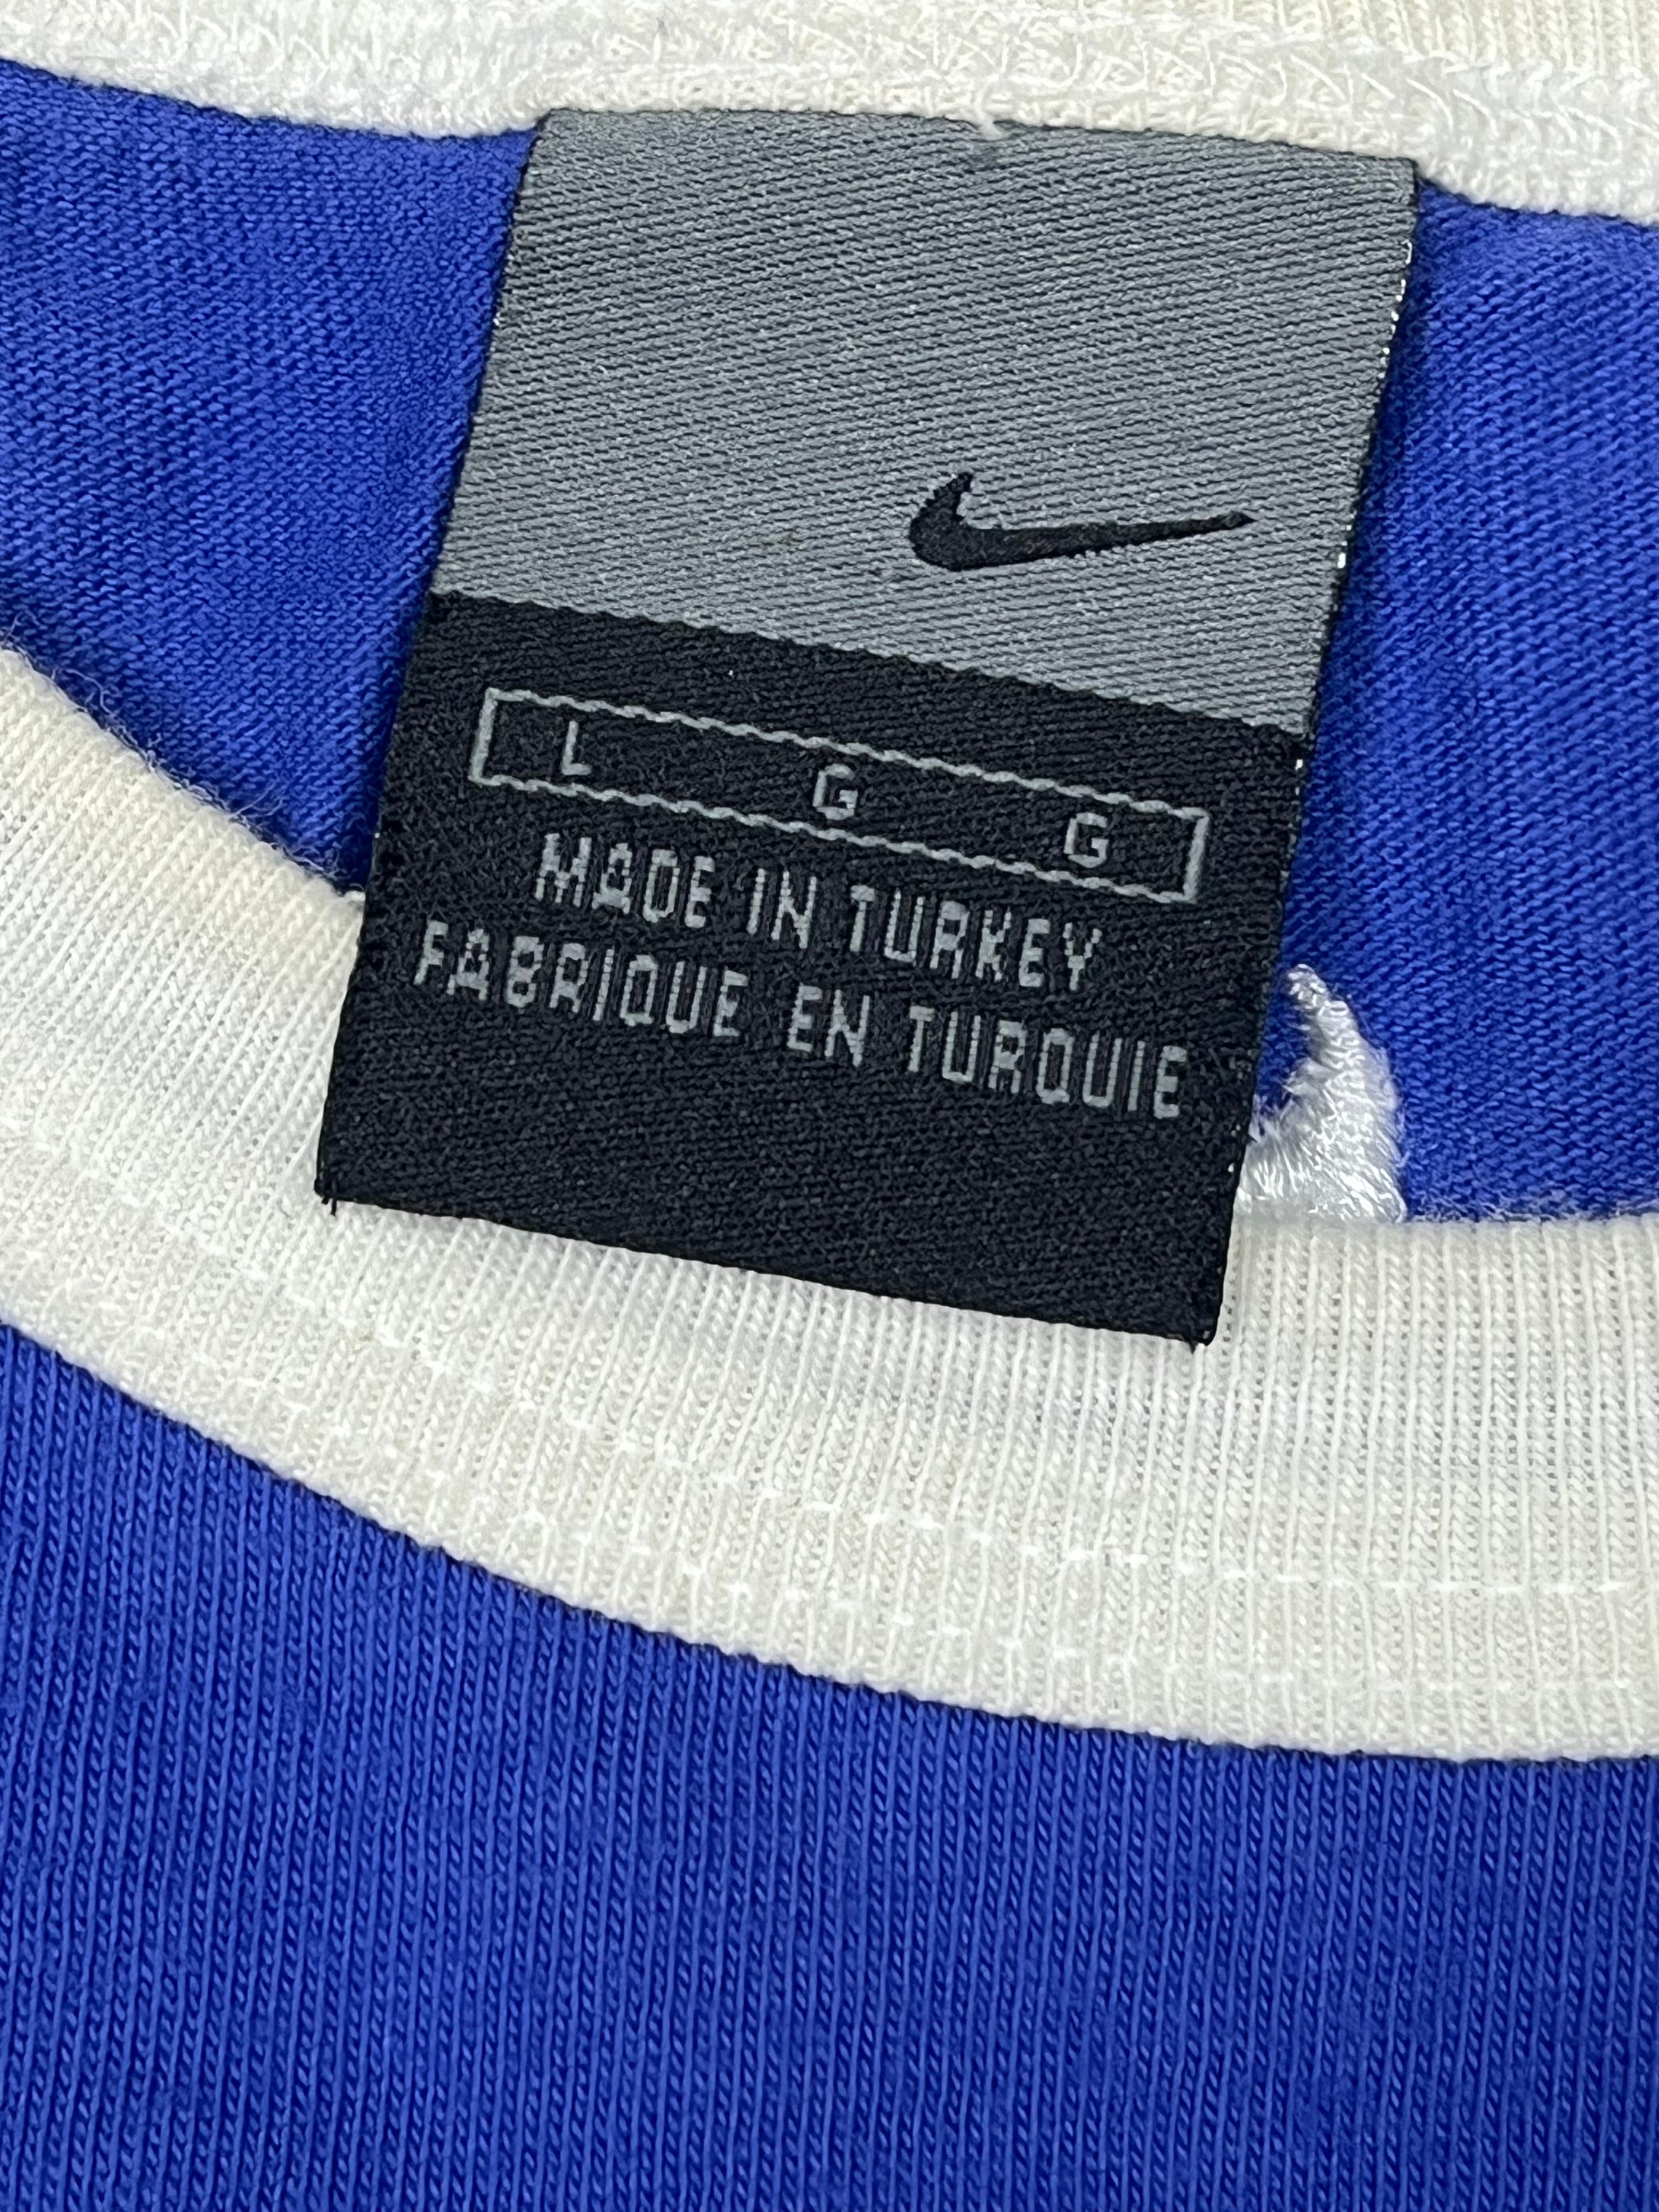 L G G
MADE IN TURKEY
FABRIQUE EN TURQUIE